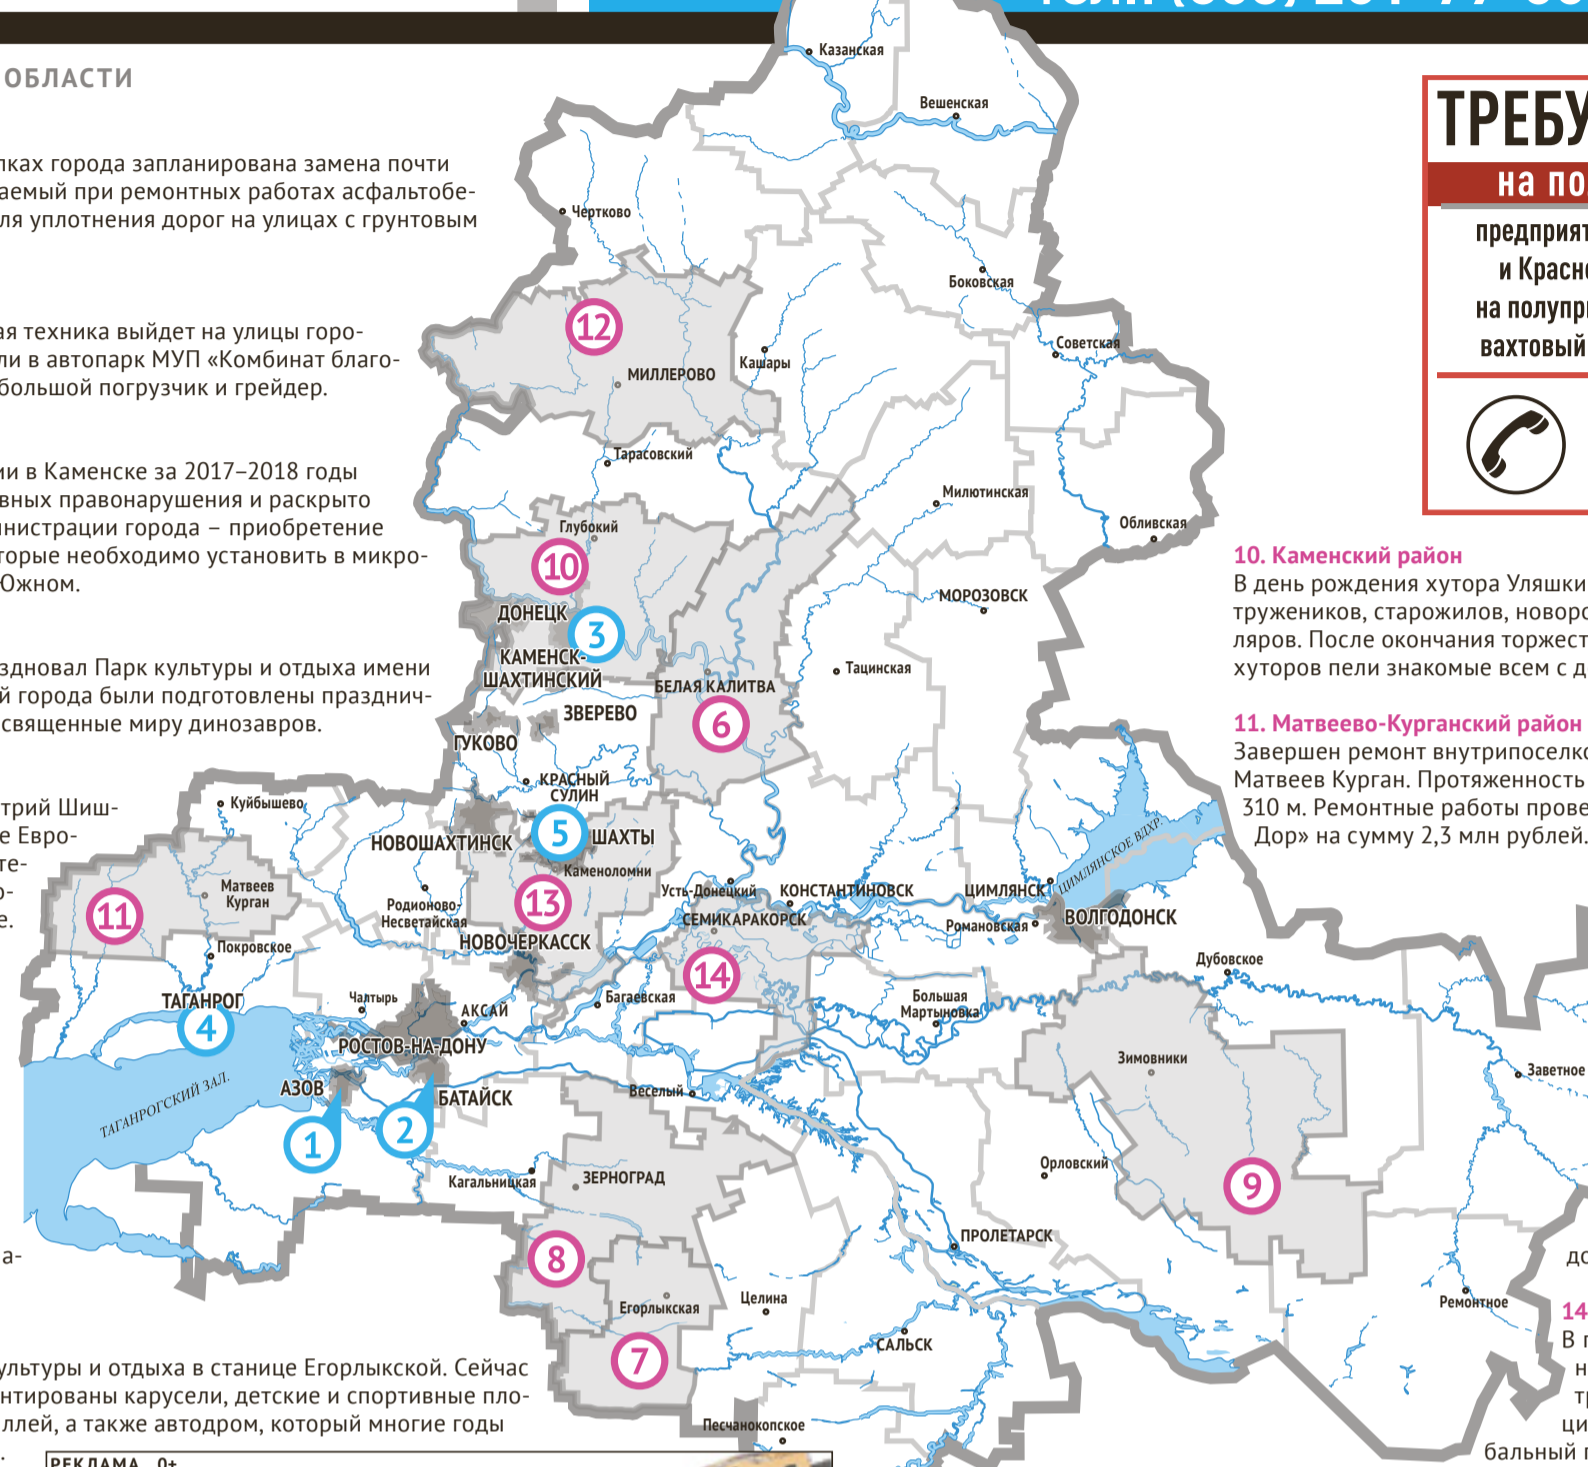 ОБЛАСТИ
лках города запланирована замена почти
аемый при ремонтных работах асфальтобе-
ля уплотнения дорог на улицах с грунтовым
ая техника выйдет на улицы горо-
ли в автопарк МУП «Комбинат благо-
большой погрузчик и грейдер.
ии в Каменске за 2017–2018 годы
вных правонарушения и раскрыто
инистрации города – приобретение
торые необходимо установить в микро-
Южном.
здновал Парк культуры и отдыха имени
й города были подготовлены празднич-
священные миру динозавров.
трий Шиш-
е Евро-
те-
о-
е.
а-
ультуры и отдыха в станице Егорлыкской. Сейчас
нтированы карусели, детские и спортивные пло-
ллей, а также автодром, который многие годы
РЕКЛАМА 0+
Казанская
Вешенская
Чертково
Боковская
12
МИЛЛЕРОВО
Кашары
Советская
Тарасовский
Милютинская
Обливская
Глубокий
10
ДОНЕЦК
3
КАМЕНСК-
ШАХТИНСКИЙ
МОРОЗОВСК
Тацинская
БЕЛАЯ КАЛИТВА
6
ЗВЕРЕВО
ГУКОВО
КРАСНЫЙ
СУЛИН
Куйбышево
НОВОШАХТИНСК
5
ШАХТЫ
Каменоломни
11
Матвеев
Курган
Родионово-
Несветайская
13
Усть-Донецкий
КОНСТАНТИНОВСК
ЦИМЛЯНСК
ЦИМЛЯНСКОЕ ВДХР.
СЕМИКАРАКОРСК
Романовская
ВОЛГОДОНСК
Покровское
НОВОЧЕРКАССК
14
Дубовское
ТАГАНРОГ
4
Чалтырь
АКСАЙ
Багаевская
Большая
Мартыновка
РОСТОВ-НА-ДОНУ
Зимовники
Заветное
ТАГАНРОГСКИЙ ЗАЛ.
АЗОВ
БАТАЙСК
Веселый
1
2
Кагальницкая
ЗЕРНОГРАД
Орловский
9
8
ПРОЛЕТАРСК
Егорлыкская
Целина
Ремонтное
7
САЛЬСК
Песчанокопское
ТРЕБУ
на по
предприят
и Красн
на полупр
вахтовый
10. Каменский район
В день рождения хутора Уляшки
тружеников, старожилов, новоро
ляров. После окончания торжест
хуторов пели знакомые всем с д
11. Матвеево-Курганский район
Завершен ремонт внутрипоселко
Матвеев Курган. Протяженность
310 м. Ремонтные работы прове
Дор» на сумму 2,3 млн рублей.
до
14
В г
н
тр
ци
бальный п